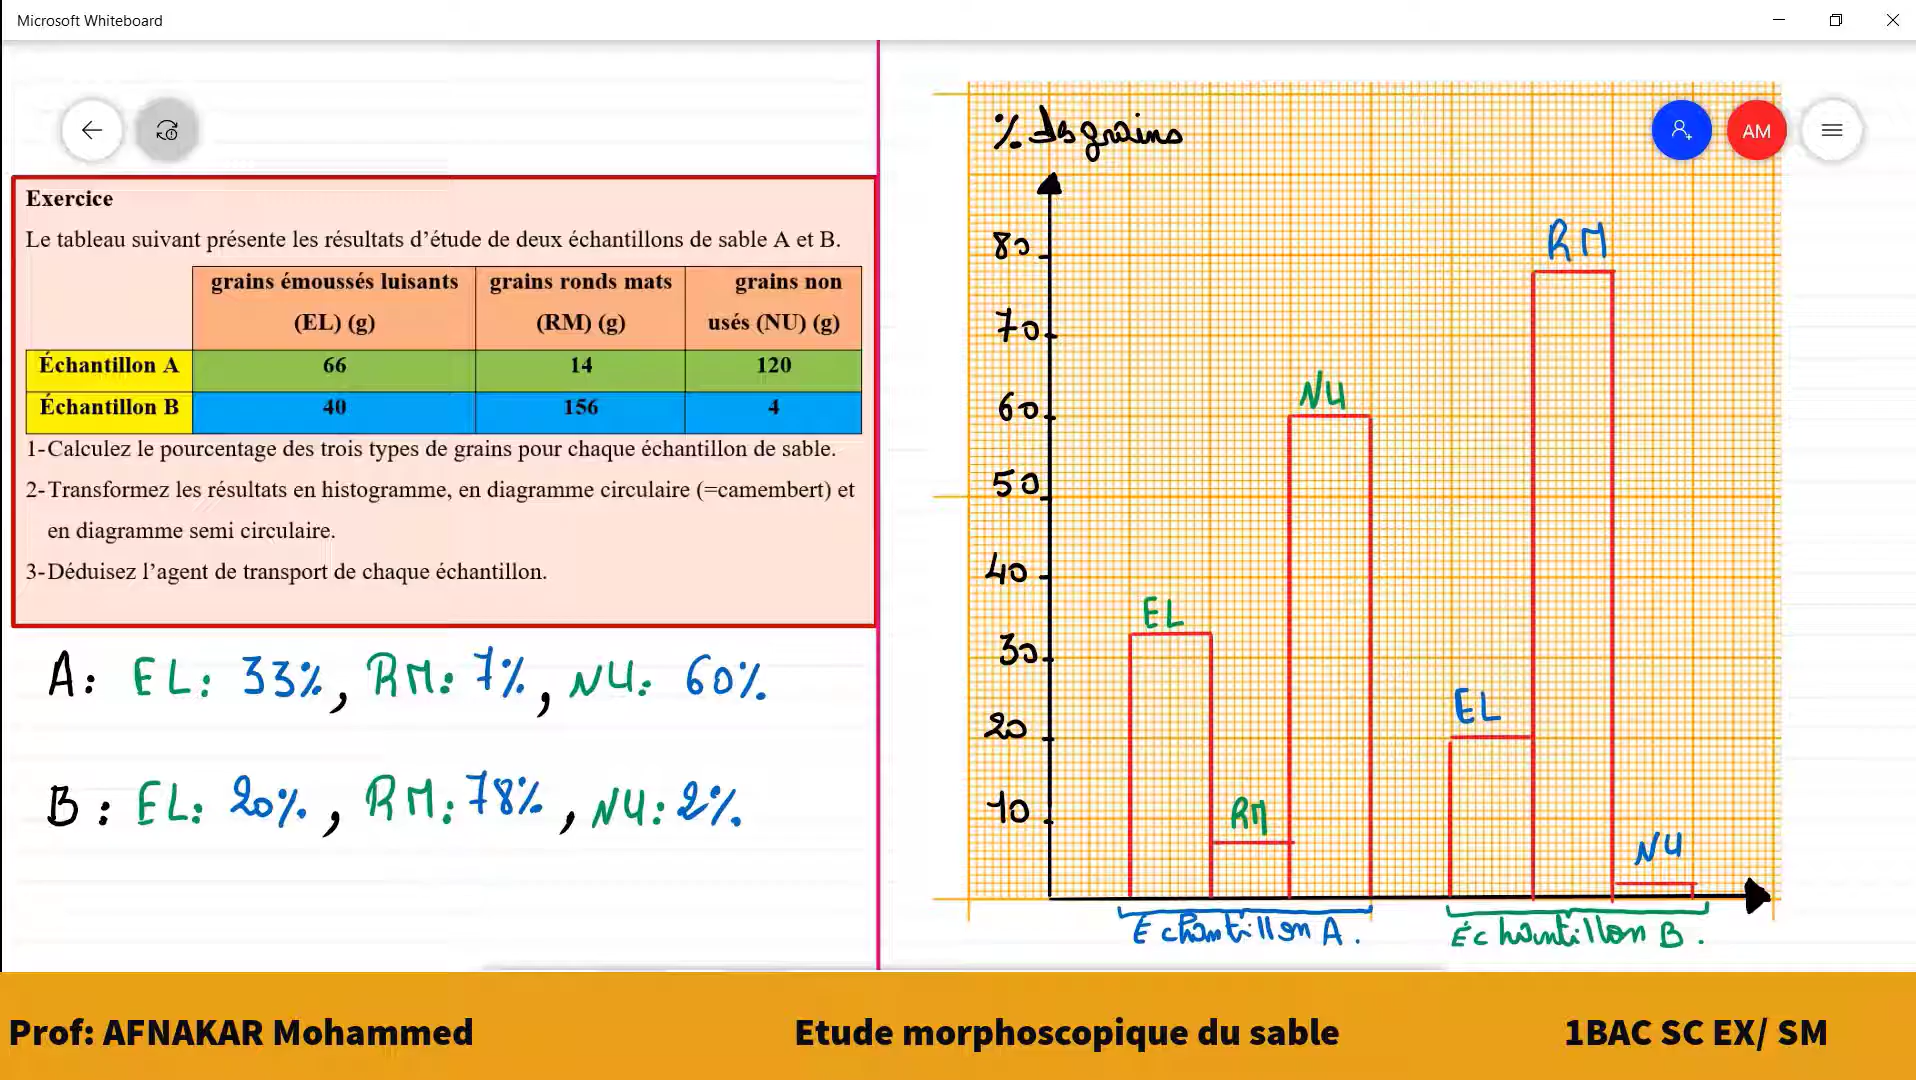 Microsoft Whiteboard
AM
Exercice
Le tableau suivant présente les résultats d’étude de deux échantillons de sable A et B.
grains émoussés luisants (EL) (g)
grains ronds mats (RM) (g)
grains non usés (NU) (g)
Échantillon A 66 14 120
Échantillon B 40 156 4
1-Calculez le pourcentage des trois types de grains pour chaque échantillon de sable.
2-Transformez les résultats en histogramme, en diagramme circulaire (=camembert) et
en diagramme semi circulaire.
3-Déduisez l’agent de transport de chaque échantillon.
A: EL: 33%, RM: 7%, NU: 60%
B: EL: 20%, RM: 78%, NU: 2%
% des grains
80
70
60
50
40
30
20
10
EL
RM
NU
EL
RM
NU
Échantillon A.
Échantillon B.
Prof: AFNAKAR Mohammed
Etude morphoscopique du sable
1BAC SC EX/ SM